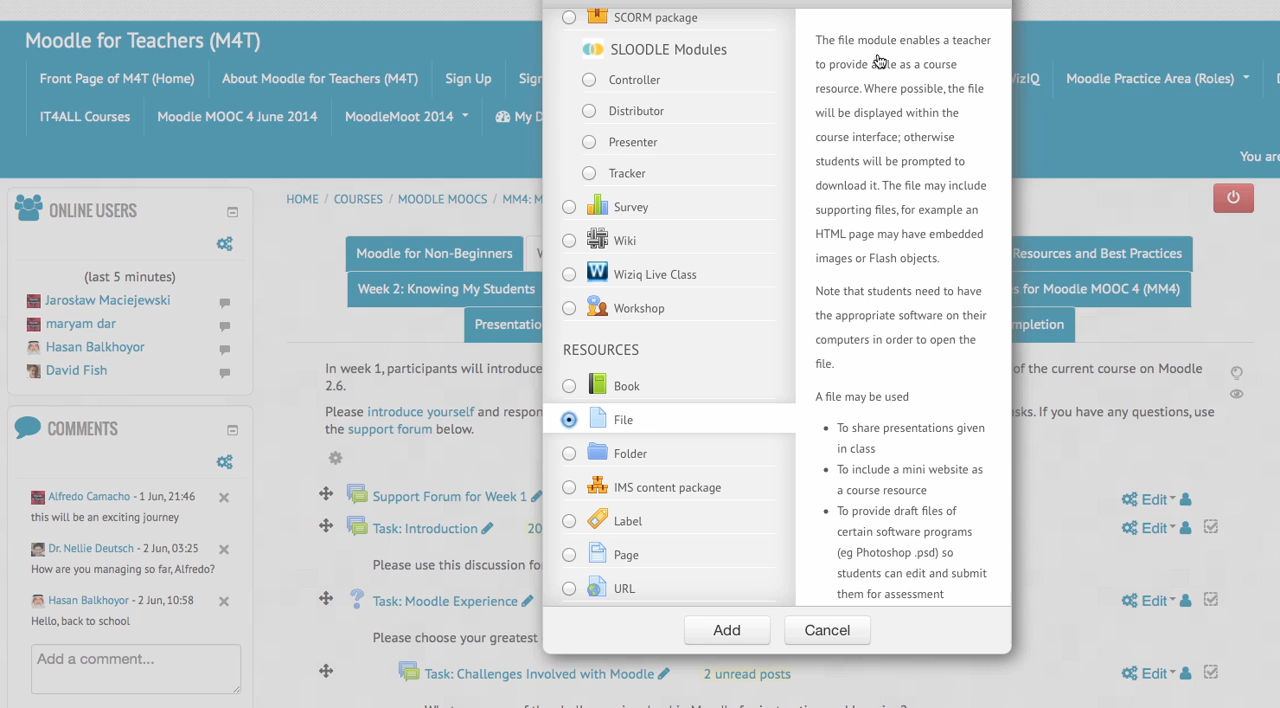 Moodle for Teachers (M4T)
Front Page of M4T (Home)
About Moodle for Teachers (M4T)
Sign Up
Sign
WizIQ
Moodle Practice Area (Roles)
IT4ALL Courses
Moodle MOOC 4 June 2014
MoodleMoot 2014
My D
You are
ONLINE USERS
(last 5 minutes)
Jarosław Maciejewski
maryam dar
Hasan Balkhoyor
David Fish
COMMENTS
Alfredo Camacho - 1 Jun, 21:46
this will be an exciting journey
Dr. Nellie Deutsch - 2 Jun, 03:25
How are you managing so far, Alfredo?
Hasan Balkhoyor - 2 Jun, 10:58
Hello, back to school
Add a comment...
HOME / COURSES / MOODLE MOOCS / MM4: M
Moodle for Non-Beginners
W
Resources and Best Practices
Week 2: Knowing My Students
es for Moodle MOOC 4 (MM4)
Presentatio
mpletion
In week 1, participants will introduce
of the current course on Moodle
2.6.
Please introduce yourself and respon
sks. If you have any questions, use
the support forum below.
Support Forum for Week 1
Edit
Task: Introduction
20
Edit
Please use this discussion fo
Task: Moodle Experience
Edit
Please choose your greatest
Task: Challenges Involved with Moodle
2 unread posts
Edit
SCORM package
SLOODLE Modules
Controller
Distributor
Presenter
Tracker
Survey
Wiki
Wiziq Live Class
Workshop
RESOURCES
Book
File
Folder
IMS content package
Label
Page
URL
The file module enables a teacher
to provide a file as a course
resource. Where possible, the file
will be displayed within the
course interface; otherwise
students will be prompted to
download it. The file may include
supporting files, for example an
HTML page may have embedded
images or Flash objects.
Note that students need to have
the appropriate software on their
computers in order to open the
file.
A file may be used
• To share presentations given
in class
• To include a mini website as
a course resource
• To provide draft files of
certain software programs
(eg Photoshop .psd) so
students can edit and submit
them for assessment
Add
Cancel